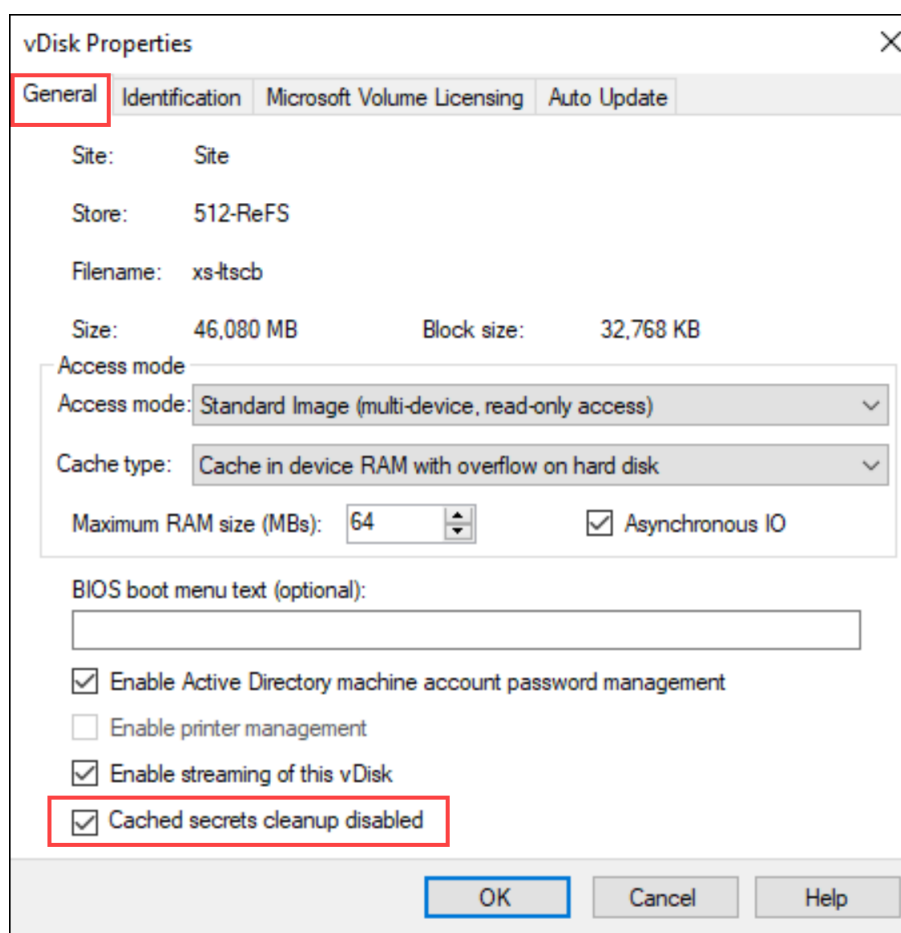 vDisk Properties
General Identification Microsoft Volume Licensing Auto Update
Site: Site
Store: 512-ReFS
Filename: xs-ltscb
Size: 46,080 MB Block size: 32,768 KB
Access mode
Access mode: Standard Image (multi-device, read-only access)
Cache type: Cache in device RAM with overflow on hard disk
Maximum RAM size (MBs): 64 Asynchronous IO
BIOS boot menu text (optional):
Enable Active Directory machine account password management
Enable printer management
Enable streaming of this vDisk
Cached secrets cleanup disabled
OK Cancel Help